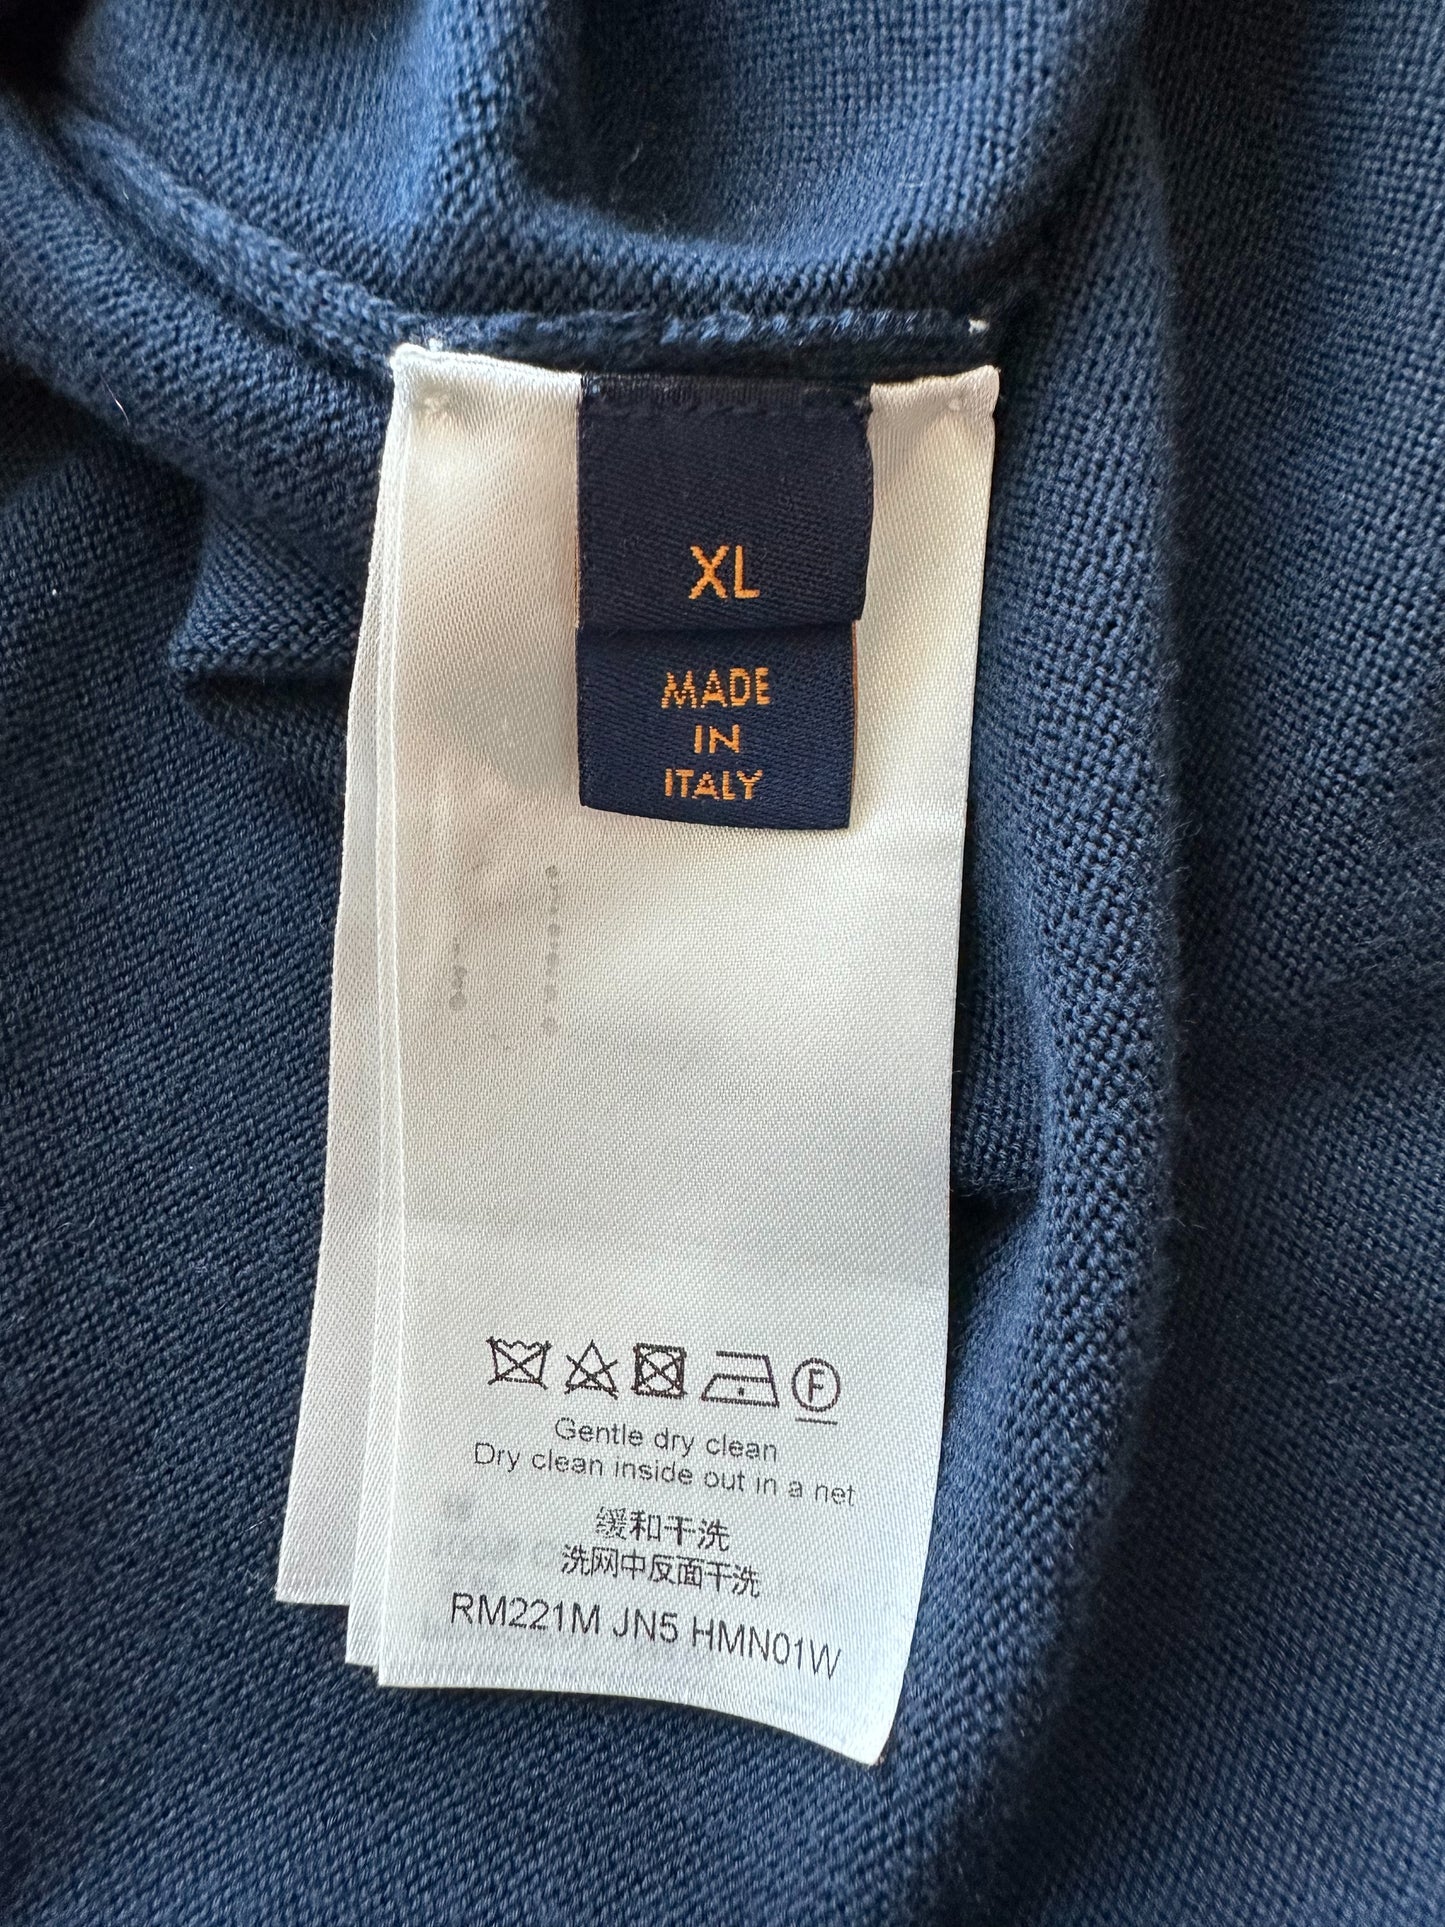 XL
MADE
IN
ITALY
F
Gentle dry clean
Dry clean inside out in a net
缓和干洗
洗网中反面干洗
RM221M JN5 HMN01W